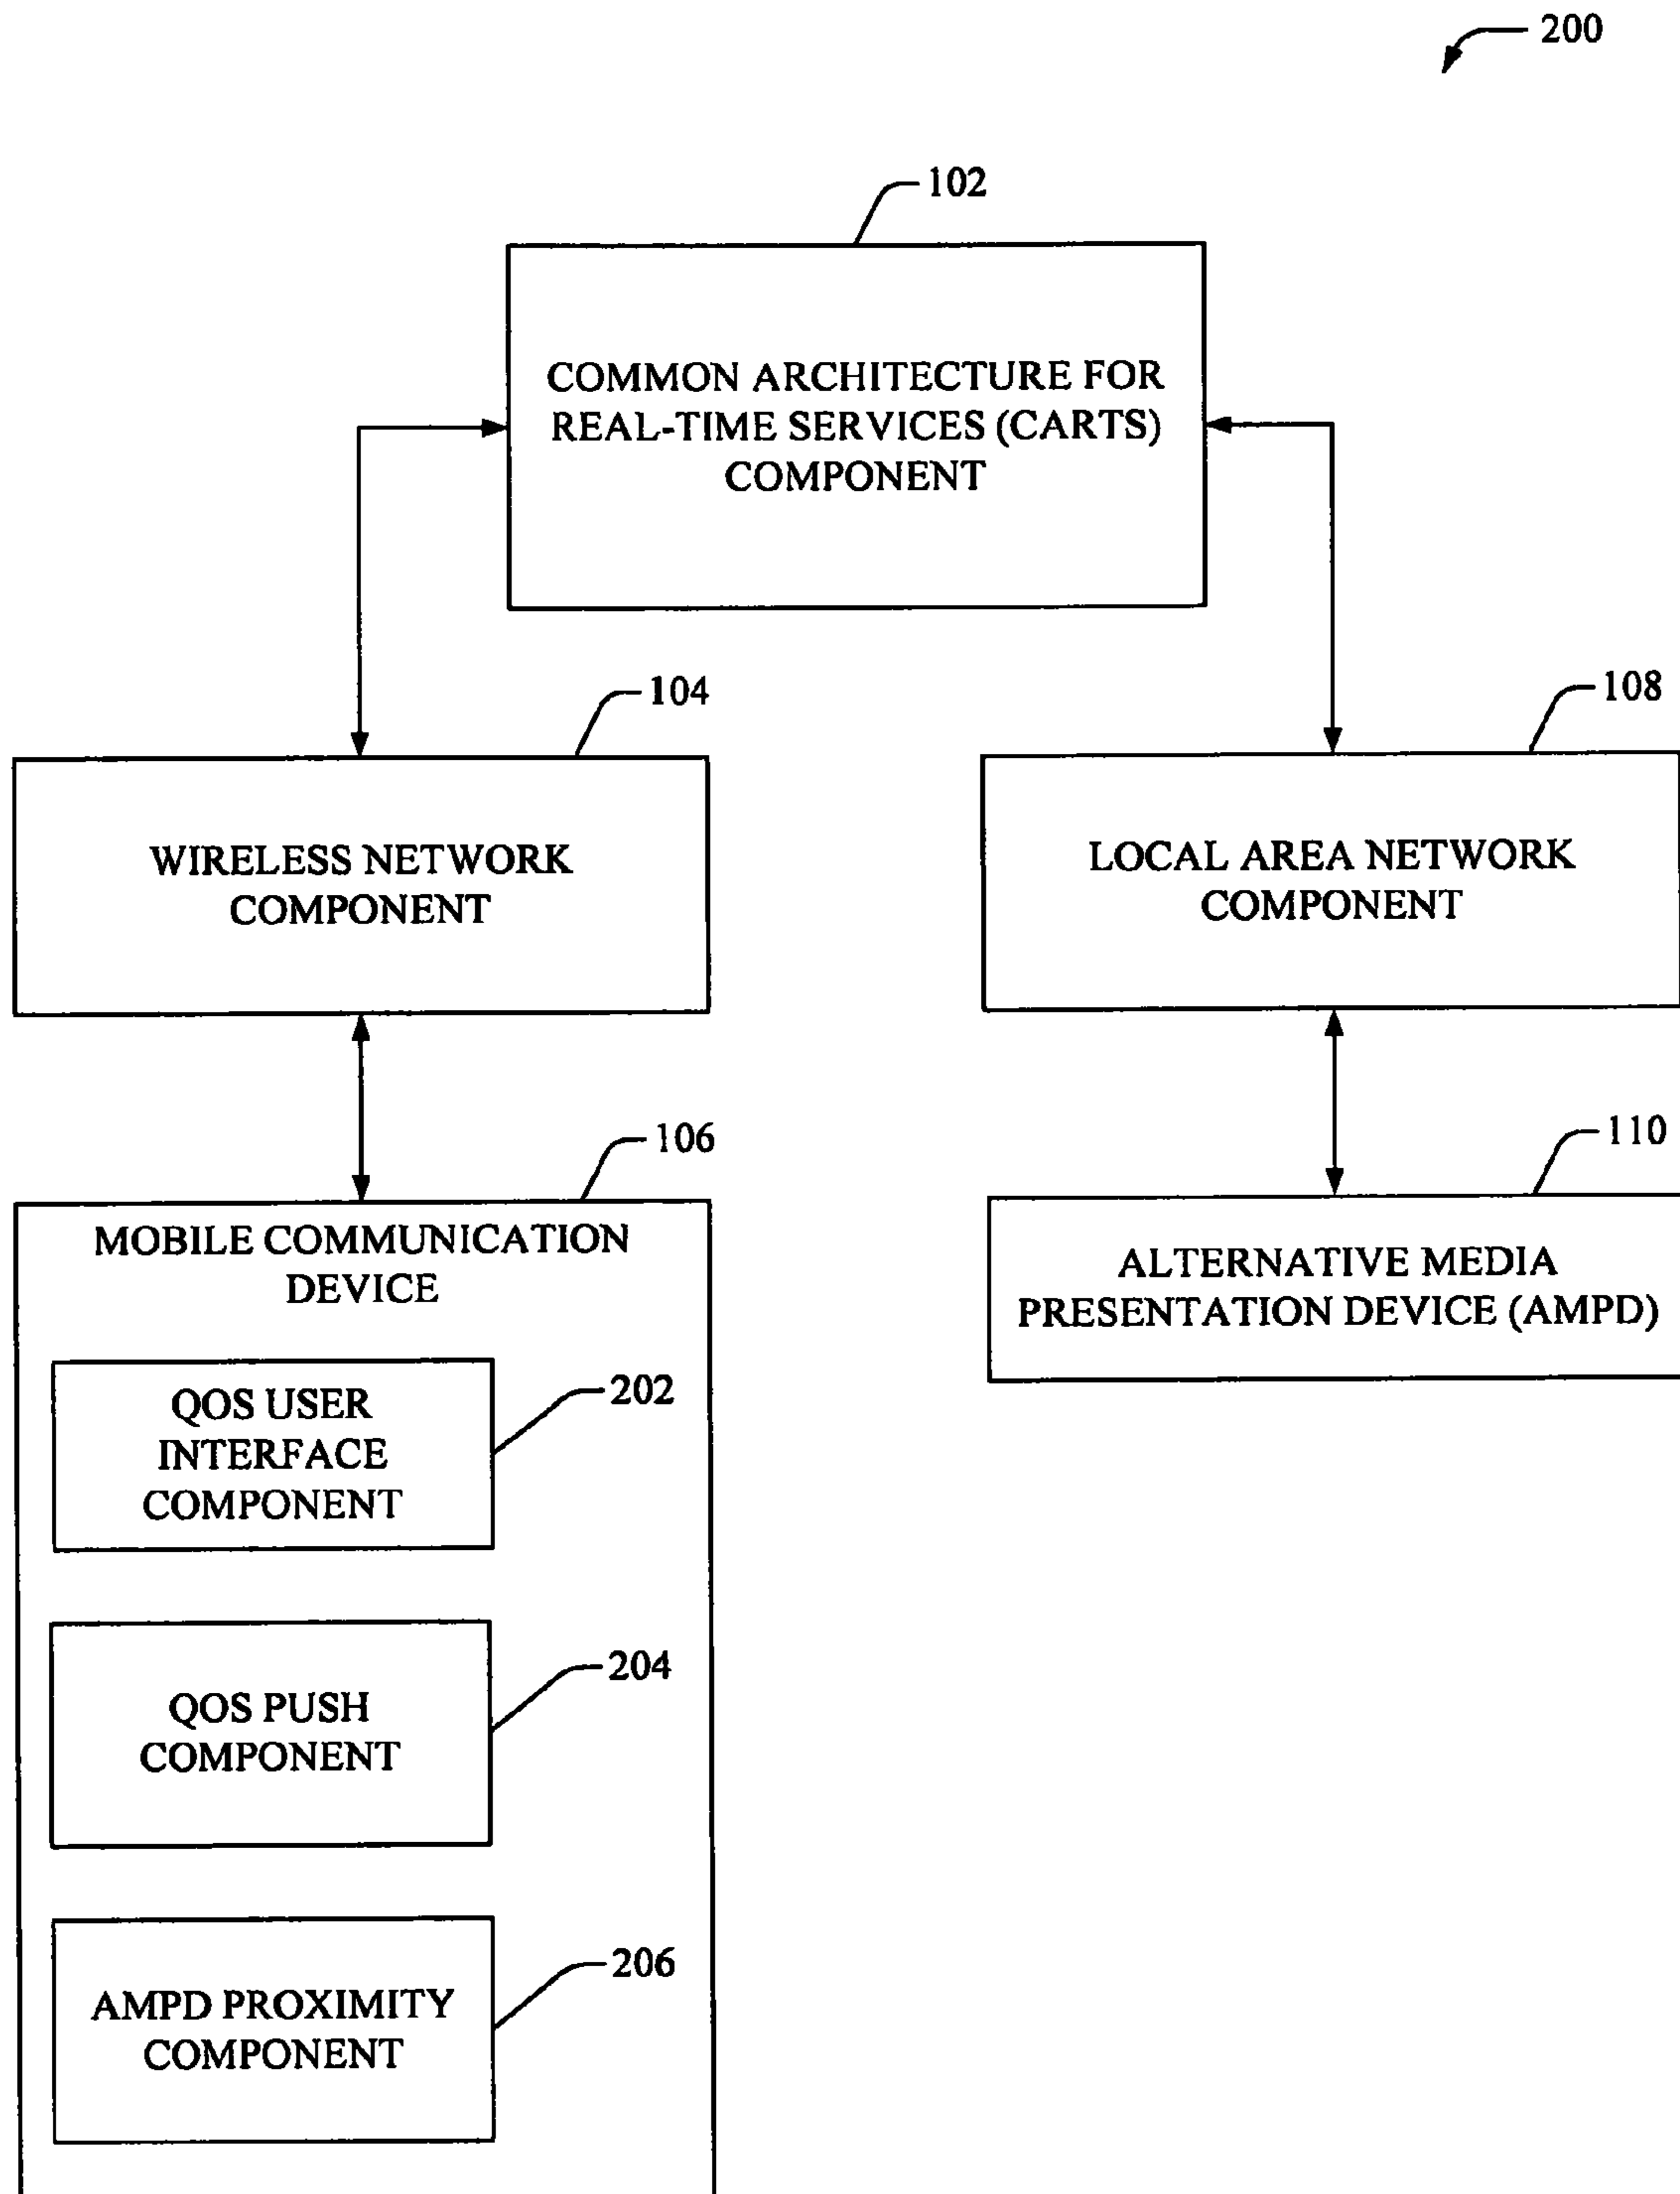 200
102
COMMON ARCHITECTURE FOR
REAL-TIME SERVICES (CARTS)
COMPONENT
104
108
WIRELESS NETWORK
COMPONENT
LOCAL AREA NETWORK
COMPONENT
106
110
MOBILE COMMUNICATION
DEVICE
ALTERNATIVE MEDIA
PRESENTATION DEVICE (AMPD)
QOS USER
INTERFACE
COMPONENT
202
QOS PUSH
COMPONENT
204
AMPD PROXIMITY
COMPONENT
206